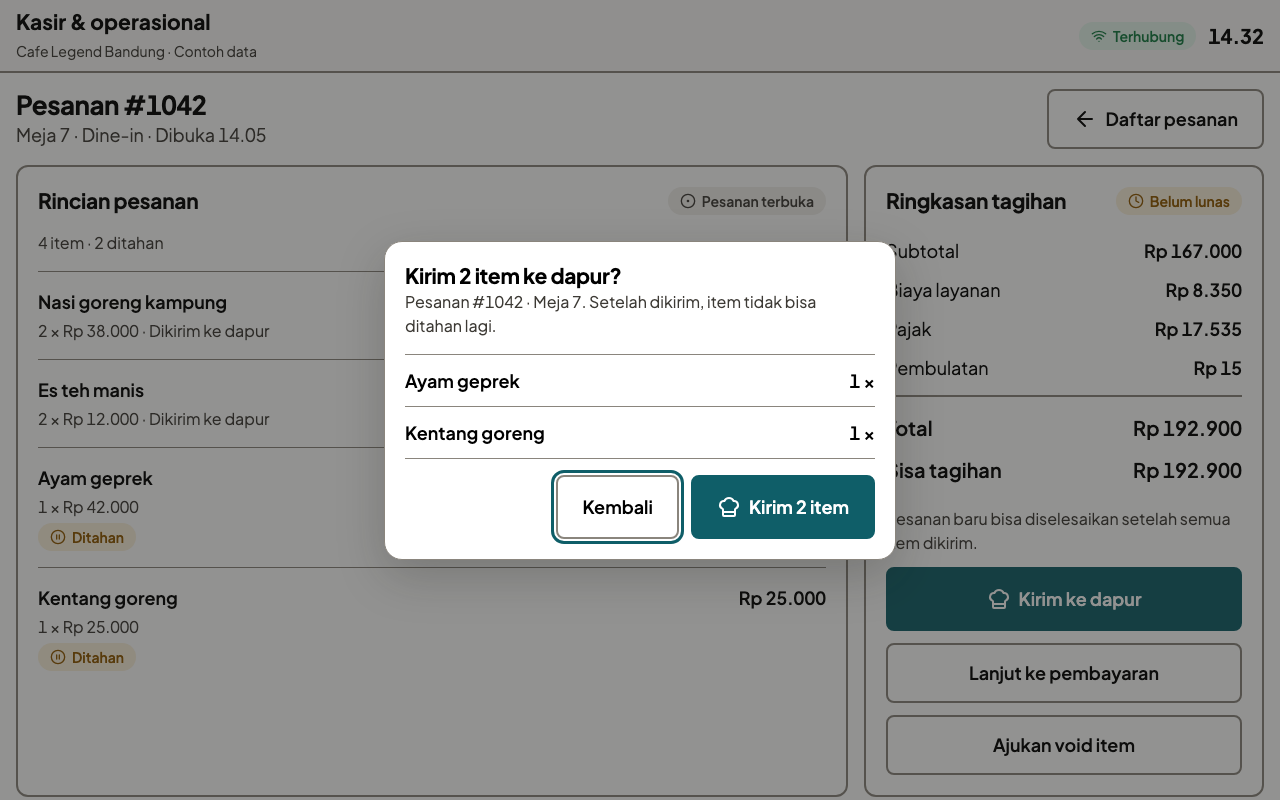 Kasir & operasional
Cafe Legend Bandung · Contoh data
Terhubung
14.32
Pesanan #1042
Meja 7 · Dine-in · Dibuka 14.05
Daftar pesanan
Rincian pesanan
Pesanan terbuka
4 item · 2 ditahan
Nasi goreng kampung
2 × Rp 38.000 · Dikirim ke dapur
Es teh manis
2 × Rp 12.000 · Dikirim ke dapur
Ayam geprek
1 × Rp 42.000
Ditahan
Kentang goreng
Rp 25.000
1 × Rp 25.000
Ditahan
Kirim 2 item ke dapur?
Pesanan #1042 · Meja 7. Setelah dikirim, item tidak bisa
ditahan lagi.
Ayam geprek
1 ×
Kentang goreng
1 ×
Kembali
Kirim 2 item
Ringkasan tagihan
Belum lunas
Subtotal
Rp 167.000
Biaya layanan
Rp 8.350
Pajak
Rp 17.535
Pembulatan
Rp 15
Total
Rp 192.900
Sisa tagihan
Rp 192.900
Pesanan baru bisa diselesaikan setelah semua
item dikirim.
Kirim ke dapur
Lanjut ke pembayaran
Ajukan void item